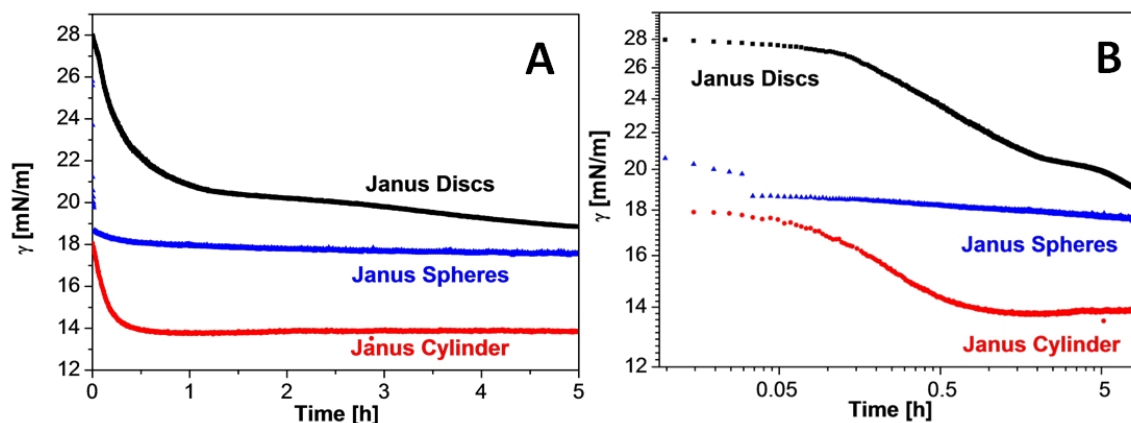 A
γ [mN/m]
28
26
24
22
20
18
16
14
12
Janus Discs
Janus Spheres
Janus Cylinder
0 1 2 3 4 5
Time [h]
B
γ [mN/m]
28
26
24
22
20
18
16
14
12
Janus Discs
Janus Spheres
Janus Cylinder
0.05 0.5 5
Time [h]